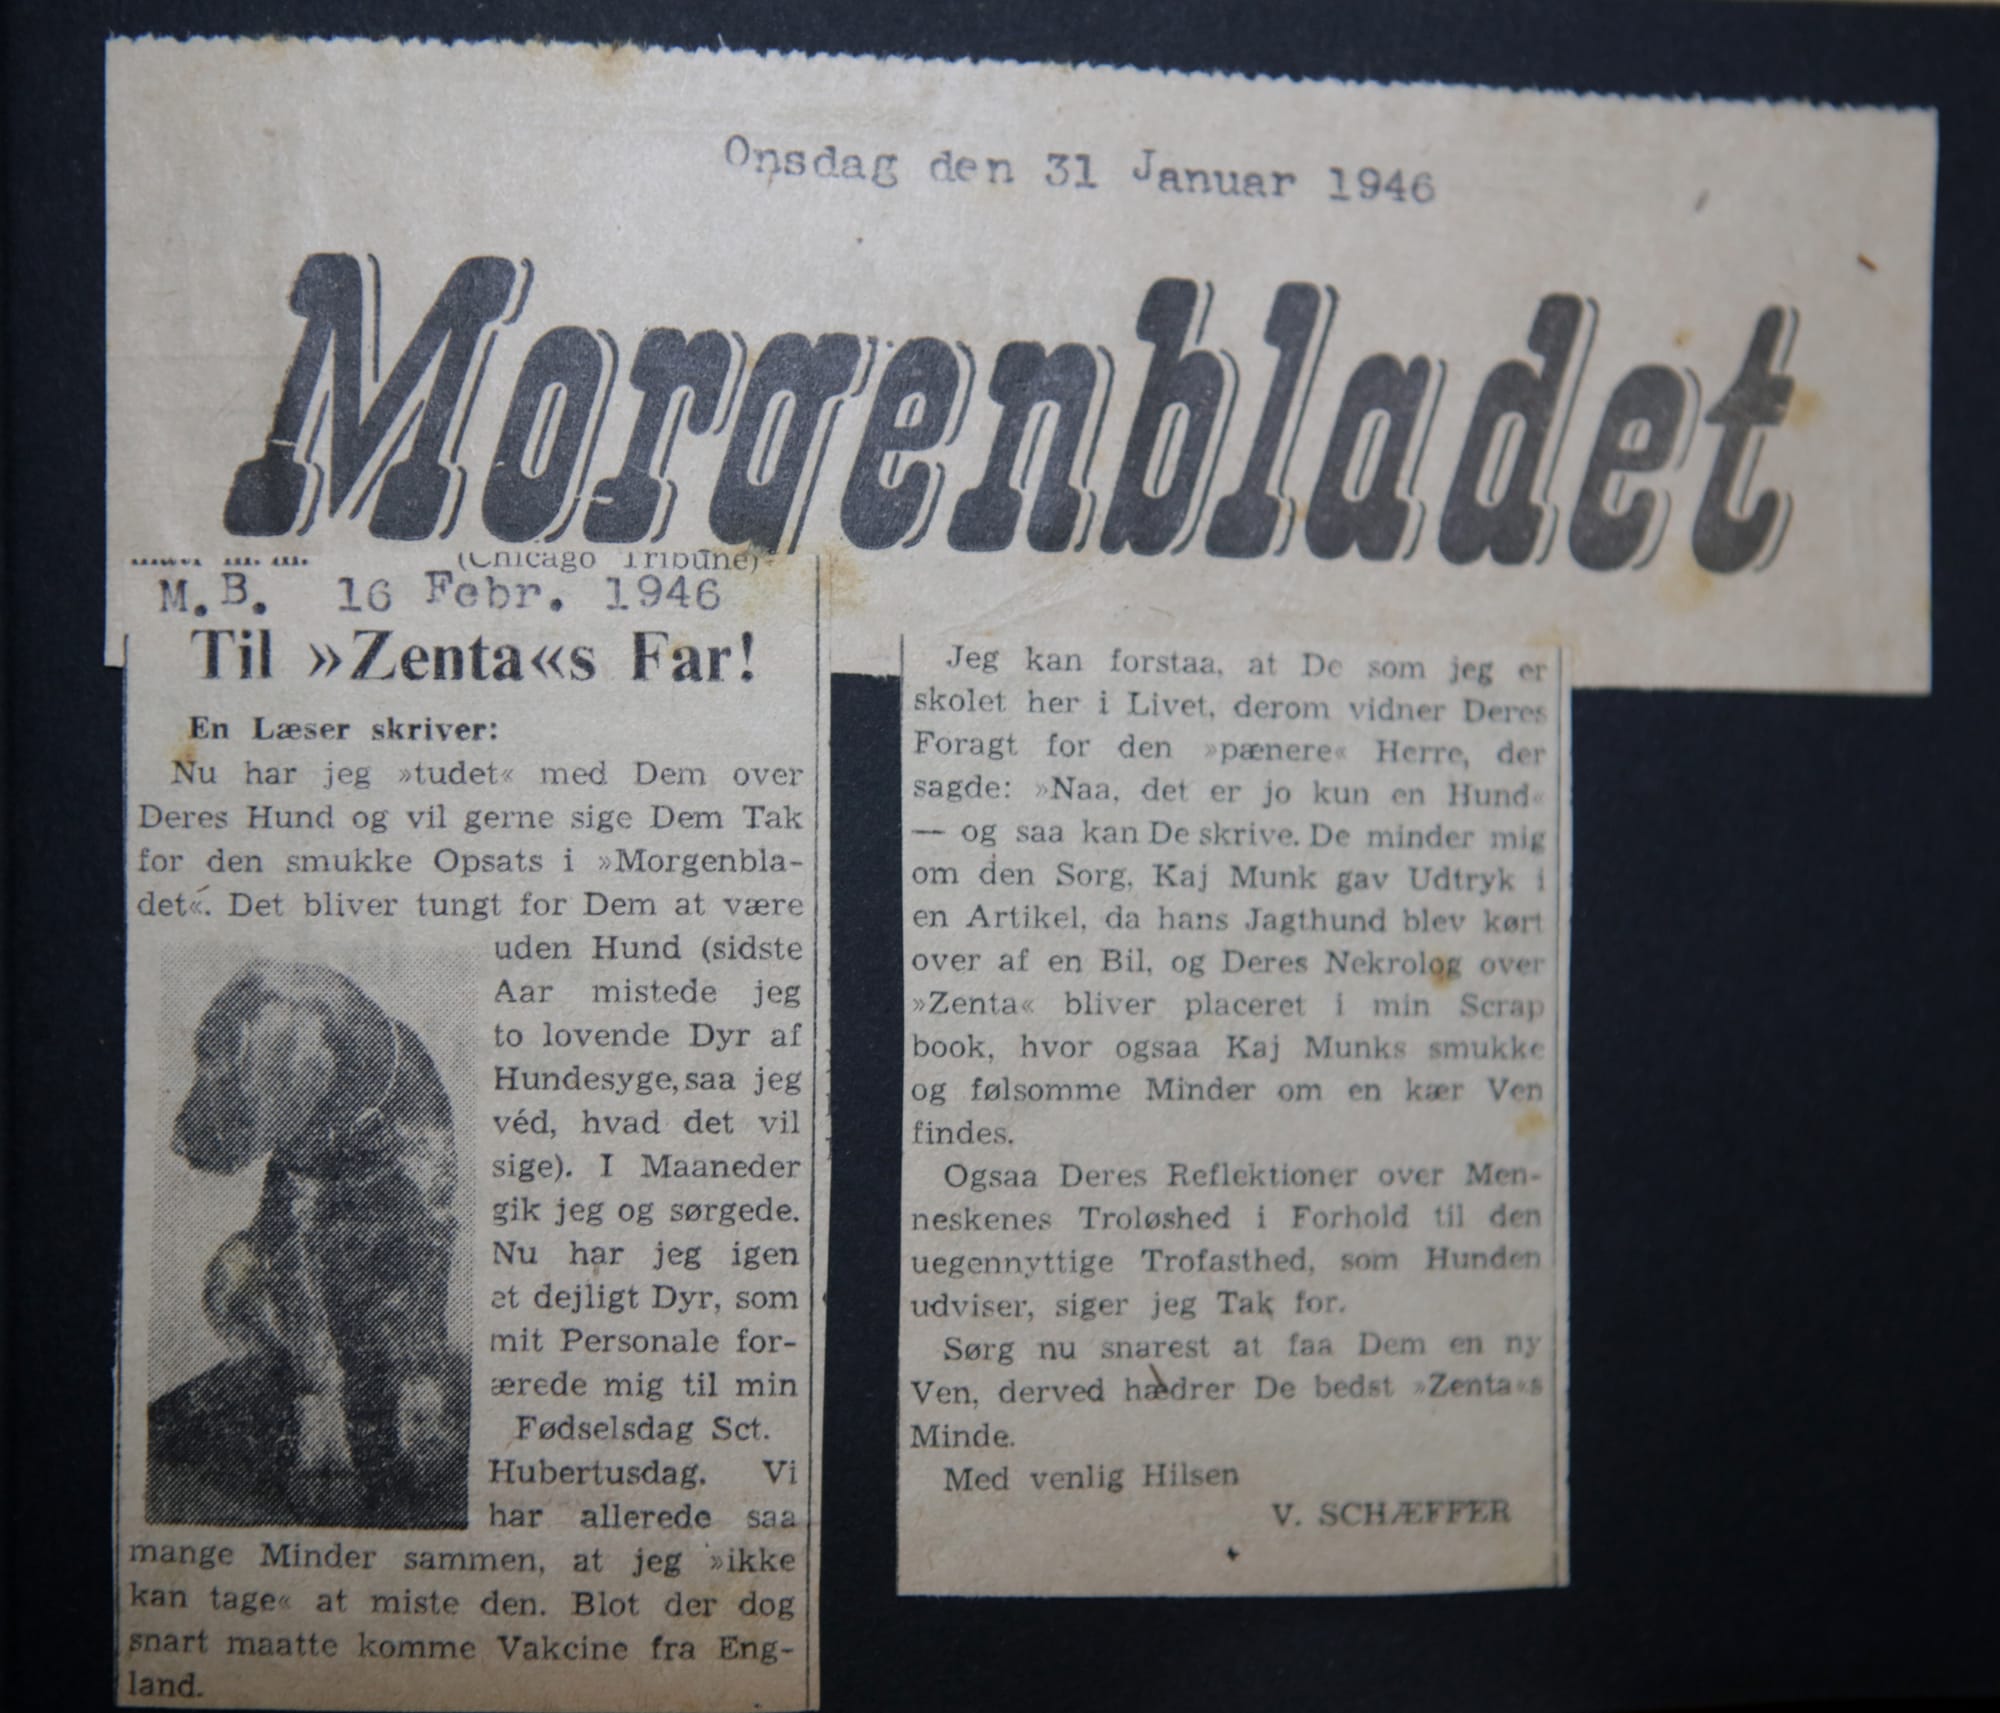 Onsdag den 31 Januar 1946
Morgenbladet
(Chicago Tribune)
M.B. 16 Febr. 1946
Til »Zenta«s Far!
En Læser skriver:
Nu har jeg »tudet« med Dem over
Deres Hund og vil gerne sige Dem Tak
for den smukke Opsats i »Morgenbla-
det«. Det bliver tungt for Dem at være
uden Hund (sidste
Aar mistede jeg
to lovende Dyr af
Hundesyge, saa jeg
véd, hvad det vil
sige). I Maaneder
gik jeg og sørgede.
Nu har jeg igen
et dejligt Dyr, som
mit Personale for-
ærede mig til min
Fødselsdag Sct.
Hubertusdag. Vi
har allerede saa
mange Minder sammen, at jeg »ikke
kan tage« at miste den. Blot der dog
snart maatte komme Vakcine fra Eng-
land.
Jeg kan forstaa, at De som jeg er
skolet her i Livet, derom vidner Deres
Foragt for den »pænere« Herre, der
sagde: »Naa, det er jo kun en Hund«
— og saa kan De skrive. De minder mig
om den Sorg, Kaj Munk gav Udtryk i
en Artikel, da hans Jagthund blev kørt
over af en Bil, og Deres Nekrolog over
»Zenta« bliver placeret i min Scrap
book, hvor ogsaa Kaj Munks smukke
og følsomme Minder om en kær Ven
findes.
Ogsaa Deres Reflektioner over Men-
neskenes Troløshed i Forhold til den
uegennyttige Trofasthed, som Hunden
udviser, siger jeg Tak for.
Sørg nu snarest at faa Dem en ny
Ven, derved hædrer De bedst »Zenta«s
Minde.
Med venlig Hilsen
V. SCHÆFFER